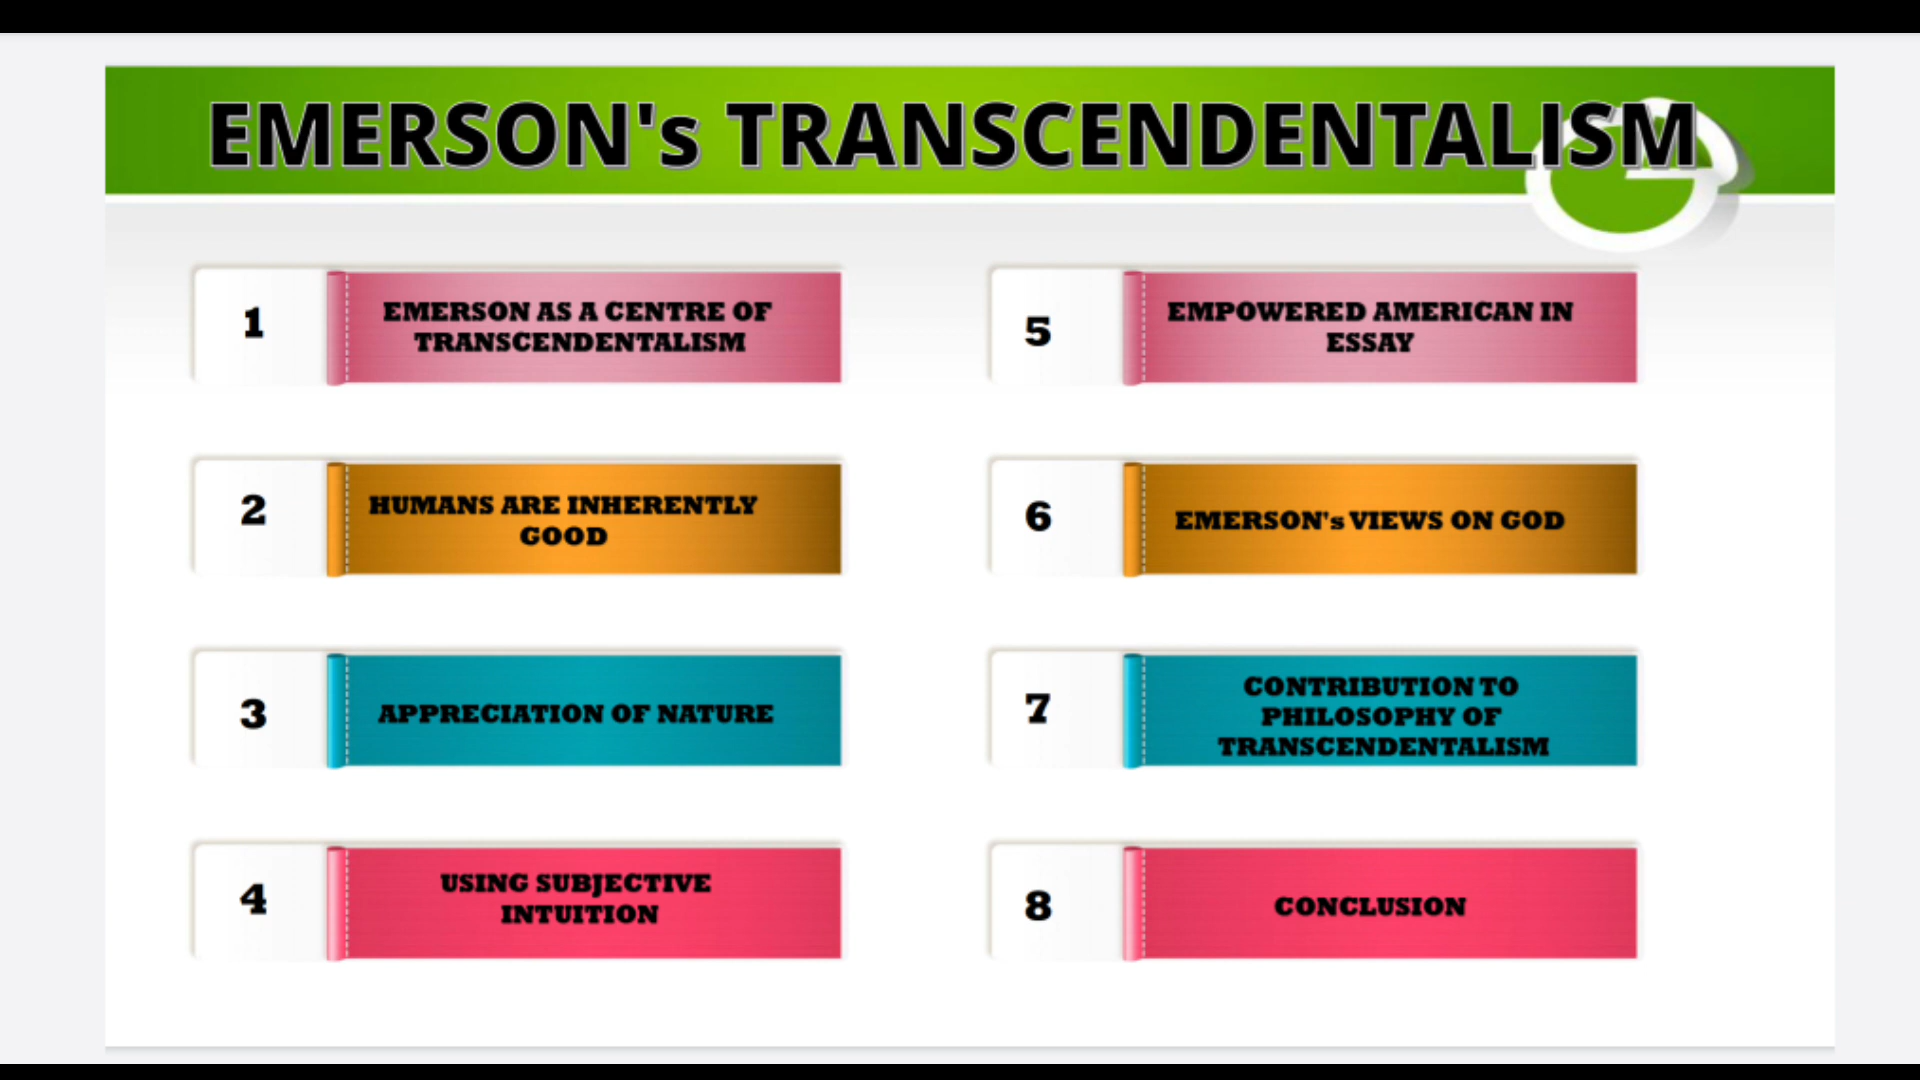 EMERSON's TRANSCENDENTALISM
1
EMERSON AS A CENTRE OF
TRANSCENDENTALISM
2
HUMANS ARE INHERENTLY
GOOD
3
APPRECIATION OF NATURE
4
USING SUBJECTIVE
INTUITION
5
EMPOWERED AMERICAN IN
ESSAY
6
EMERSON's VIEWS ON GOD
7
CONTRIBUTION TO
PHILOSOPHY OF
TRANSCENDENTALISM
8
CONCLUSION